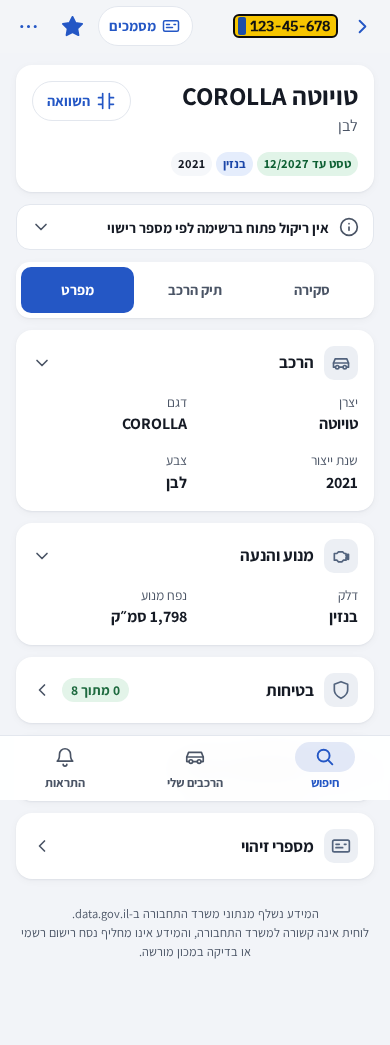 123-45-678
מסמכים
טויוטה COROLLA
השוואה
לבן
טסט עד 12/2027
בנזין
2021
אין ריקול פתוח ברשימה לפי מספר רישוי
סקירה
תיק הרכב
מפרט
הרכב
יצרן
דגם
טויוטה
COROLLA
שנת ייצור
צבע
2021
לבן
מנוע והנעה
דלק
נפח מנוע
בנזין
1,798 סמ״ק
בטיחות
0 מתוך 8
חיפוש
הרכבים שלי
התראות
מספרי זיהוי
המידע נשלף מנתוני משרד התחבורה ב-data.gov.il.
לוחית אינה קשורה למשרד התחבורה, והמידע אינו מחליף נסח רישום רשמי
או בדיקה במכון מורשה.